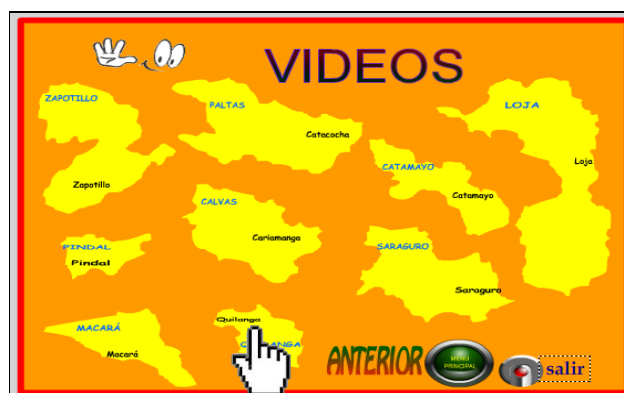 VIDEOS
ZAPOTILLO
PALTAS
LOJA
Catacocha
Loja
CATAMAYO
Zapotillo
Catamayo
CALVAS
Cariamanga
PINDAL
SARAGURO
Pindal
Saraguro
Quilanga
MACARÁ
Macará
ANTERIOR
MENU
PRINCIPAL
salir